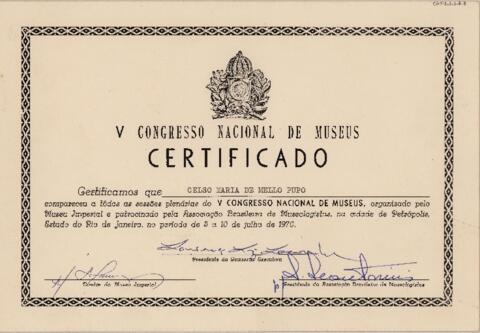 V CONGRESSO NACIONAL DE MUSEUS
CERTIFICADO
Certificamos que CELSO MARIA DE MELLO PUPO
compareceu a tôdas as sessões plenárias do V CONGRESSO NACIONAL DE MUSEUS, organizado pelo
Museu Imperial e patrocinado pela Associação Brasileira de Museologistas, na cidade de Petrópolis,
Estado do Rio de Janeiro, no período de 5 a 10 de julho de 1970.
Presidente da Comissão Executiva
Diretor do Museu Imperial
Presidente da Associação Brasileira de Museologistas